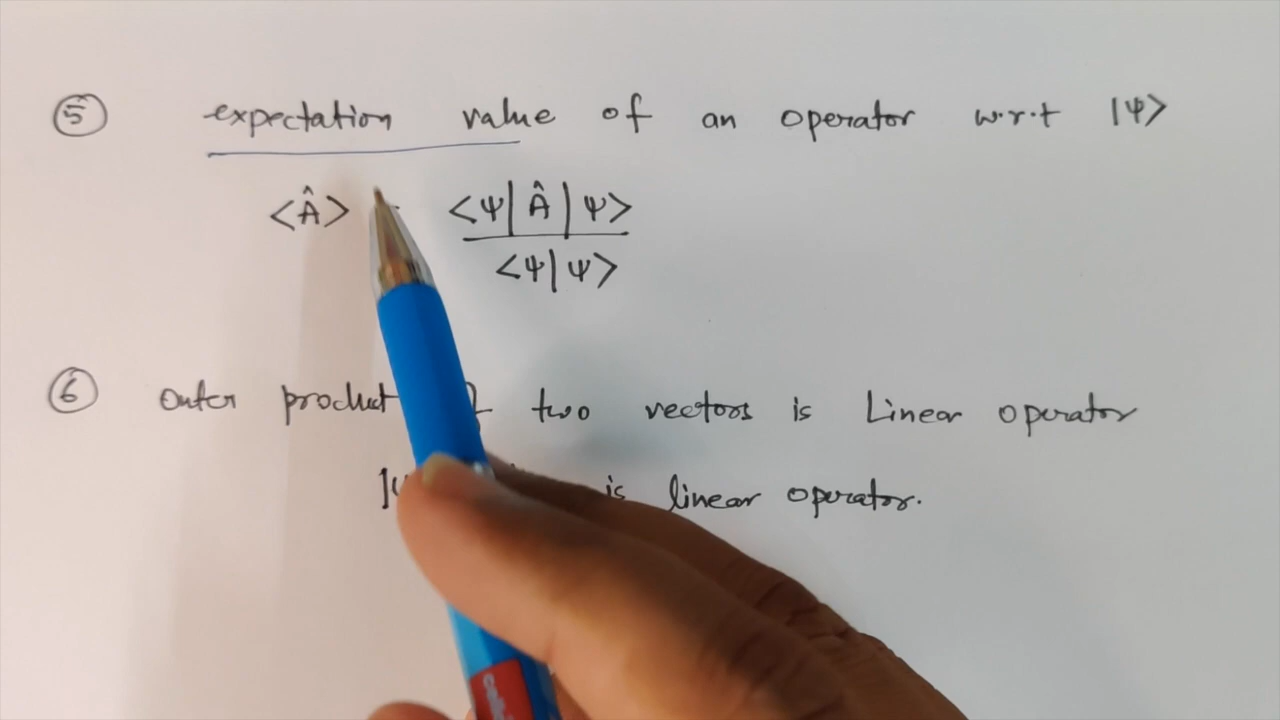 ⑤ expectation value of an operator w.r.t |ψ>
<Â> <ψ|Â|ψ>
<ψ|ψ>
⑥ outer product two vectors is Linear operator
is linear operator.